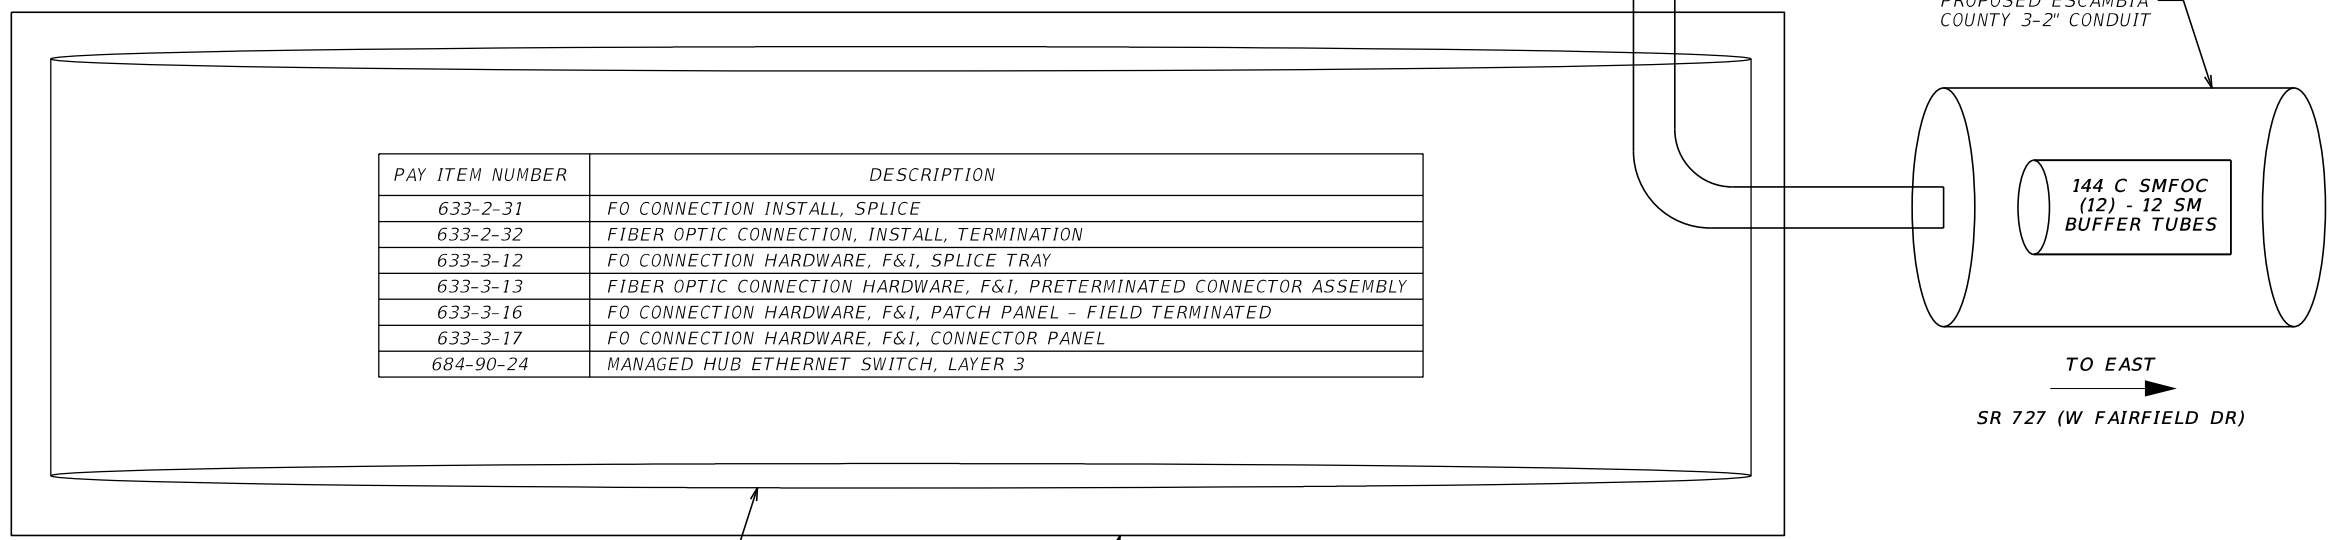 PROPOSED ESCAMBIA
COUNTY 3-2" CONDUIT
PAY ITEM NUMBER DESCRIPTION
633-2-31 FO CONNECTION INSTALL, SPLICE
633-2-32 FIBER OPTIC CONNECTION, INSTALL, TERMINATION
633-3-12 FO CONNECTION HARDWARE, F&I, SPLICE TRAY
633-3-13 FIBER OPTIC CONNECTION HARDWARE, F&I, PRETERMINATED CONNECTOR ASSEMBLY
633-3-16 FO CONNECTION HARDWARE, F&I, PATCH PANEL - FIELD TERMINATED
633-3-17 FO CONNECTION HARDWARE, F&I, CONNECTOR PANEL
684-90-24 MANAGED HUB ETHERNET SWITCH, LAYER 3
144 C SMFOC
(12) - 12 SM
BUFFER TUBES
TO EAST
SR 727 (W FAIRFIELD DR)